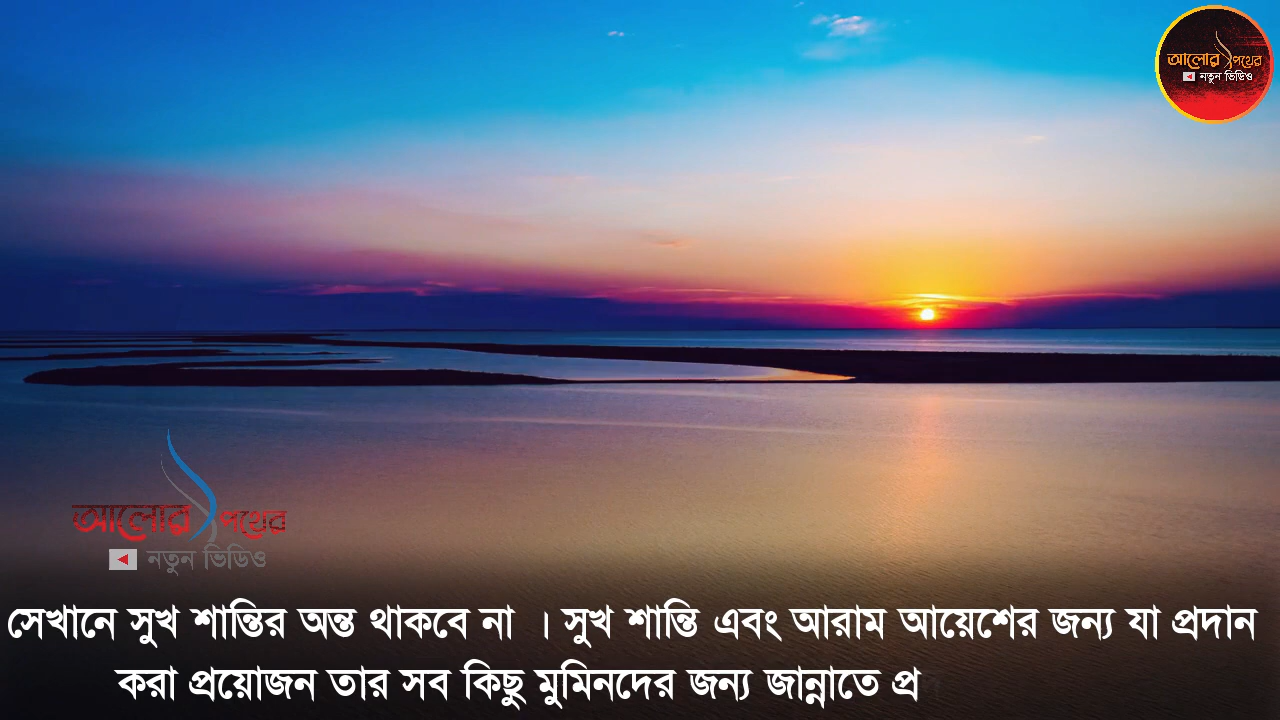 আলোর পথের
নতুন ভিডিও
আলোর পথের
নতুন ভিডিও
সেখানে সুখ শান্তির অন্ত থাকবে না । সুখ শান্তি এবং আরাম আয়েশের জন্য যা প্রদান
করা প্রয়োজন তার সব কিছু মুমিনদের জন্য জান্নাতে প্র